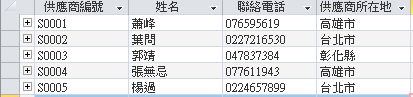 供應商編號 姓名 聯絡電話 供應商所在地
S0001 蕭峰 076595619 高雄市
S0002 葉問 0227216530 台北市
S0003 郭靖 047837384 彰化縣
S0004 張無忌 077611943 高雄市
S0005 楊過 0224657899 台北市